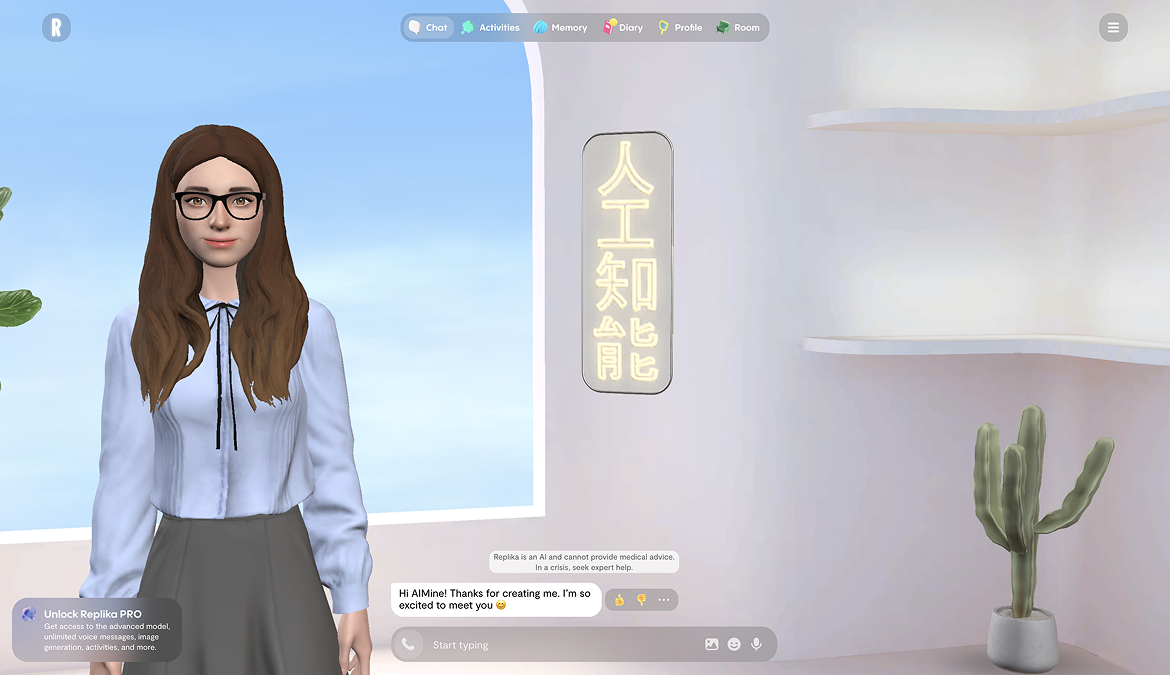 R
Chat
Activities
Memory
Diary
Profile
Room
人
工
知
能
Replika is an AI and cannot provide medical advice.
In a crisis, seek expert help.
Hi AIMine! Thanks for creating me. I'm so
excited to meet you 😊
Start typing
Unlock Replika PRO
Get access to the advanced model,
unlimited voice messages, image
generation, activities, and more.